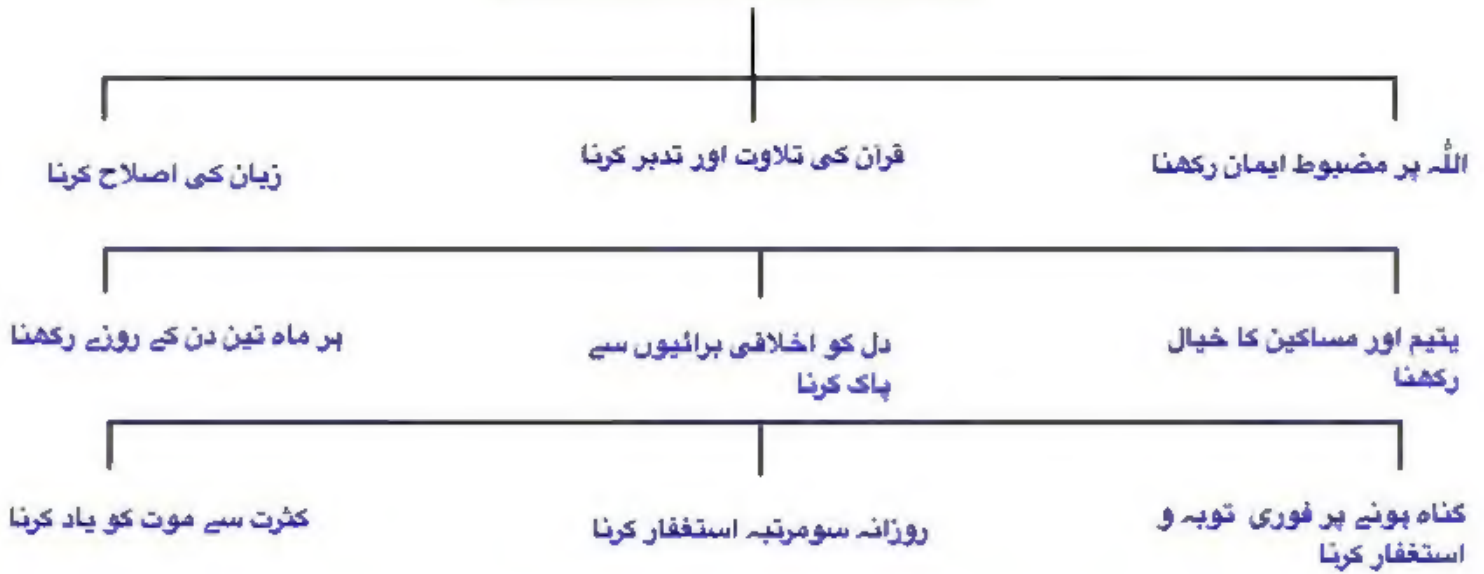 اللّٰہ پر مضبوط ایمان رکھنا
قرآن کی تلاوت اور تدبر کرنا
زبان کی اصلاح کرنا
یتیم اور مساکین کا خیال
رکھنا
دل کو اخلاقی برائیوں سے
پاک کرنا
ہر ماہ تین دن کے روزے رکھنا
گناہ ہونے پر فوری توبہ و
استغفار کرنا
روزانہ سومرتبہ استغفار کرنا
کثرت سے موت کو یاد کرنا